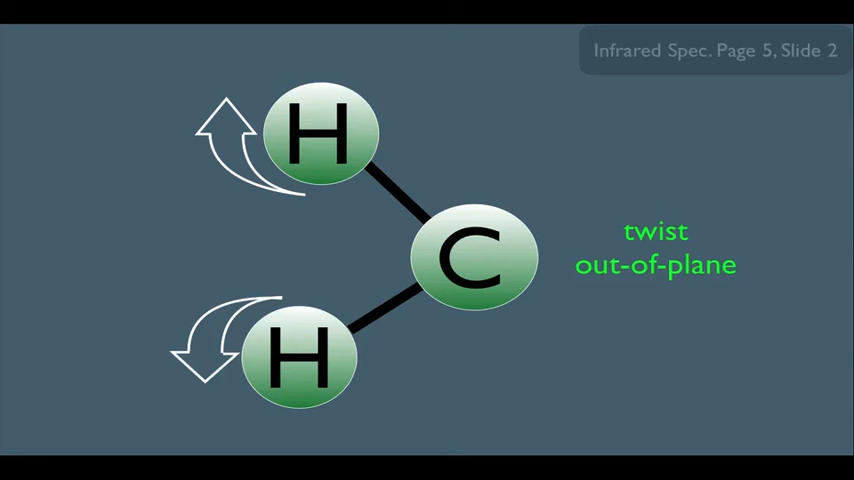 Infrared Spec. Page 5, Slide 2
H
C
twist
out-of-plane
H